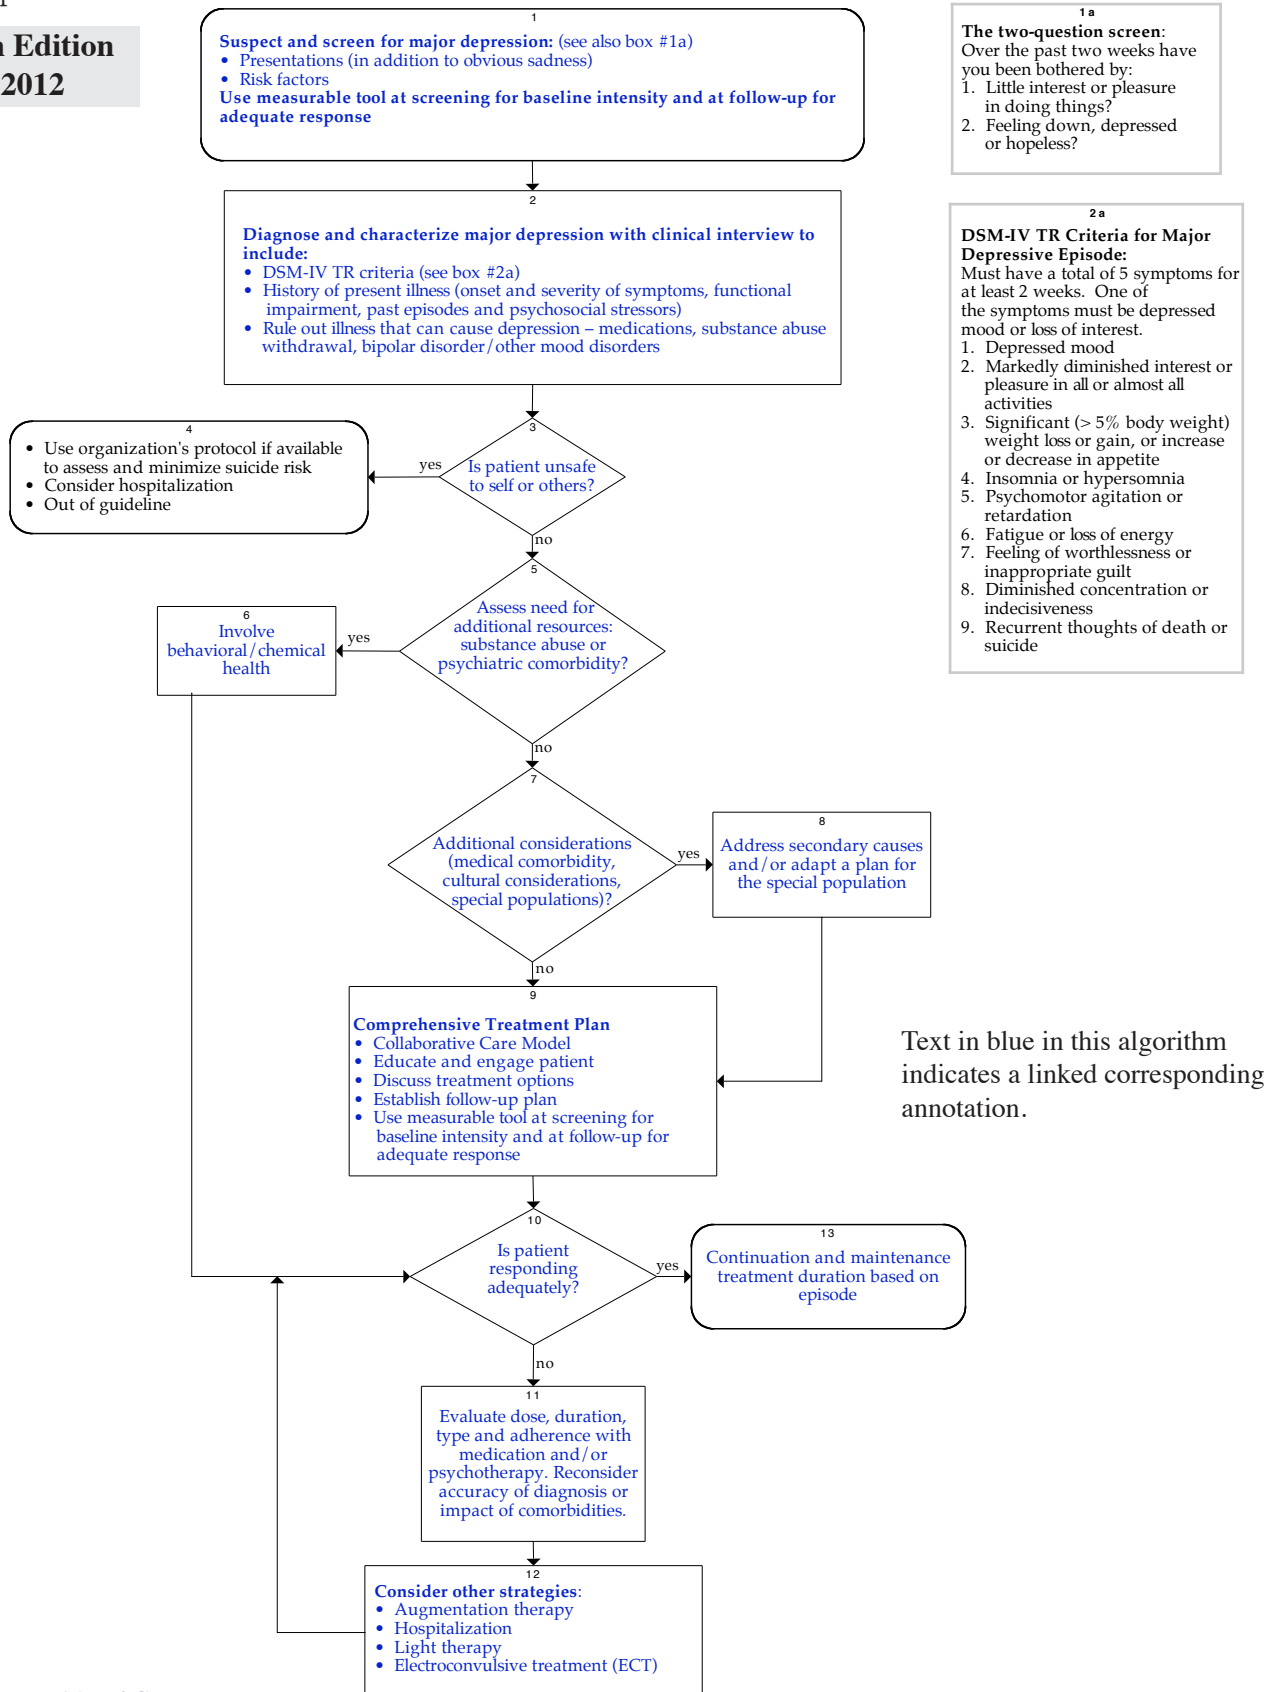 n Edition
2012
1
Suspect and screen for major depression: (see also box #1a)
• Presentations (in addition to obvious sadness)
• Risk factors
Use measurable tool at screening for baseline intensity and at follow-up for
adequate response
1a
The two-question screen:
Over the past two weeks have
you been bothered by:
1. Little interest or pleasure
in doing things?
2. Feeling down, depressed
or hopeless?
2
Diagnose and characterize major depression with clinical interview to
include:
• DSM-IV TR criteria (see box #2a)
• History of present illness (onset and severity of symptoms, functional
impairment, past episodes and psychosocial stressors)
• Rule out illness that can cause depression – medications, substance abuse
withdrawal, bipolar disorder/other mood disorders
2a
DSM-IV TR Criteria for Major
Depressive Episode:
Must have a total of 5 symptoms for
at least 2 weeks. One of
the symptoms must be depressed
mood or loss of interest.
1. Depressed mood
2. Markedly diminished interest or
pleasure in all or almost all
activities
3. Significant (> 5% body weight)
weight loss or gain, or increase
or decrease in appetite
4. Insomnia or hypersomnia
5. Psychomotor agitation or
retardation
6. Fatigue or loss of energy
7. Feeling of worthlessness or
inappropriate guilt
8. Diminished concentration or
indecisiveness
9. Recurrent thoughts of death or
suicide
3
Is patient unsafe
to self or others?
yes
no
4
• Use organization's protocol if available
to assess and minimize suicide risk
• Consider hospitalization
• Out of guideline
5
Assess need for
additional resources:
substance abuse or
psychiatric comorbidity?
yes
no
6
Involve
behavioral/chemical
health
7
Additional considerations
(medical comorbidity,
cultural considerations,
special populations)?
yes
no
8
Address secondary causes
and/or adapt a plan for
the special population
9
Comprehensive Treatment Plan
• Collaborative Care Model
• Educate and engage patient
• Discuss treatment options
• Establish follow-up plan
• Use measurable tool at screening for
baseline intensity and at follow-up for
adequate response
Text in blue in this algorithm
indicates a linked corresponding
annotation.
10
Is patient
responding
adequately?
yes
no
13
Continuation and maintenance
treatment duration based on
episode
11
Evaluate dose, duration,
type and adherence with
medication and/or
psychotherapy. Reconsider
accuracy of diagnosis or
impact of comorbidities.
12
Consider other strategies:
• Augmentation therapy
• Hospitalization
• Light therapy
• Electroconvulsive treatment (ECT)